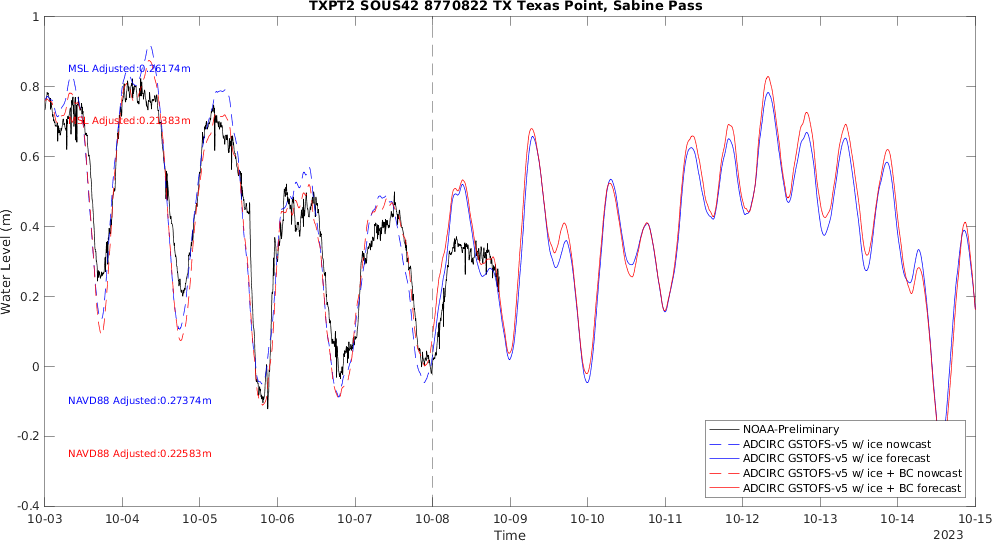 TXPT2 SOUS42 8770822 TX Texas Point, Sabine Pass
Water Level (m)
1
0.8
0.6
0.4
0.2
0
-0.2
-0.4
MSL Adjusted:0.26174m
MSL Adjusted:0.21383m
NAVD88 Adjusted:0.27374m
NAVD88 Adjusted:0.22583m
NOAA-Preliminary
ADCIRC GSTOFS-v5 w/ ice nowcast
ADCIRC GSTOFS-v5 w/ ice forecast
ADCIRC GSTOFS-v5 w/ ice + BC nowcast
ADCIRC GSTOFS-v5 w/ ice + BC forecast
10-03 10-04 10-05 10-06 10-07 10-08 10-09 10-10 10-11 10-12 10-13 10-14 10-15
Time
2023